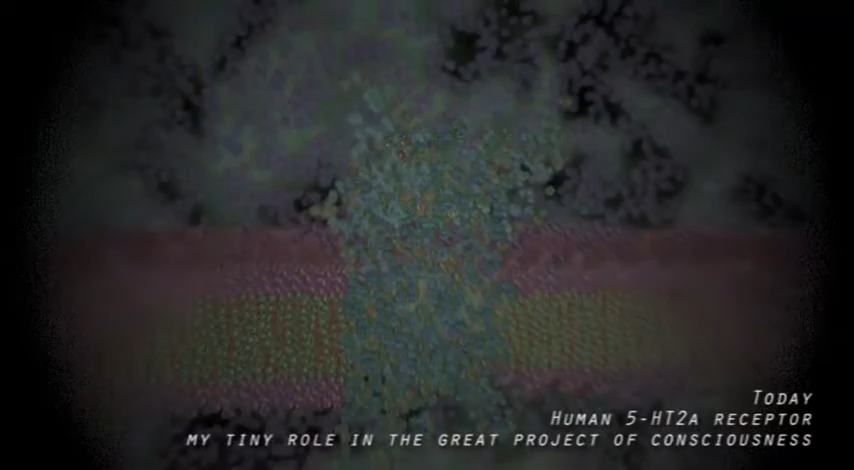 Today
Human 5-HT2A receptor
my tiny role in the great project of consciousness